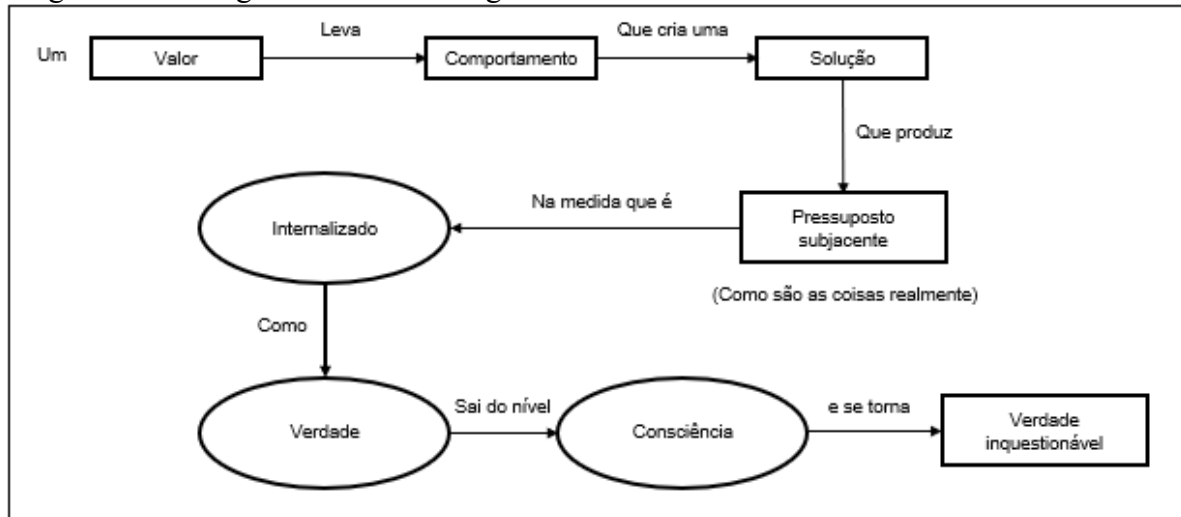 Um
Valor
Leva
Comportamento
Que cria uma
Solução
Que produz
Pressuposto
subjacente
(Como são as coisas realmente)
Na medida que é
Internalizado
Como
Verdade
Sai do nível
Consciência
e se torna
Verdade
inquestionável